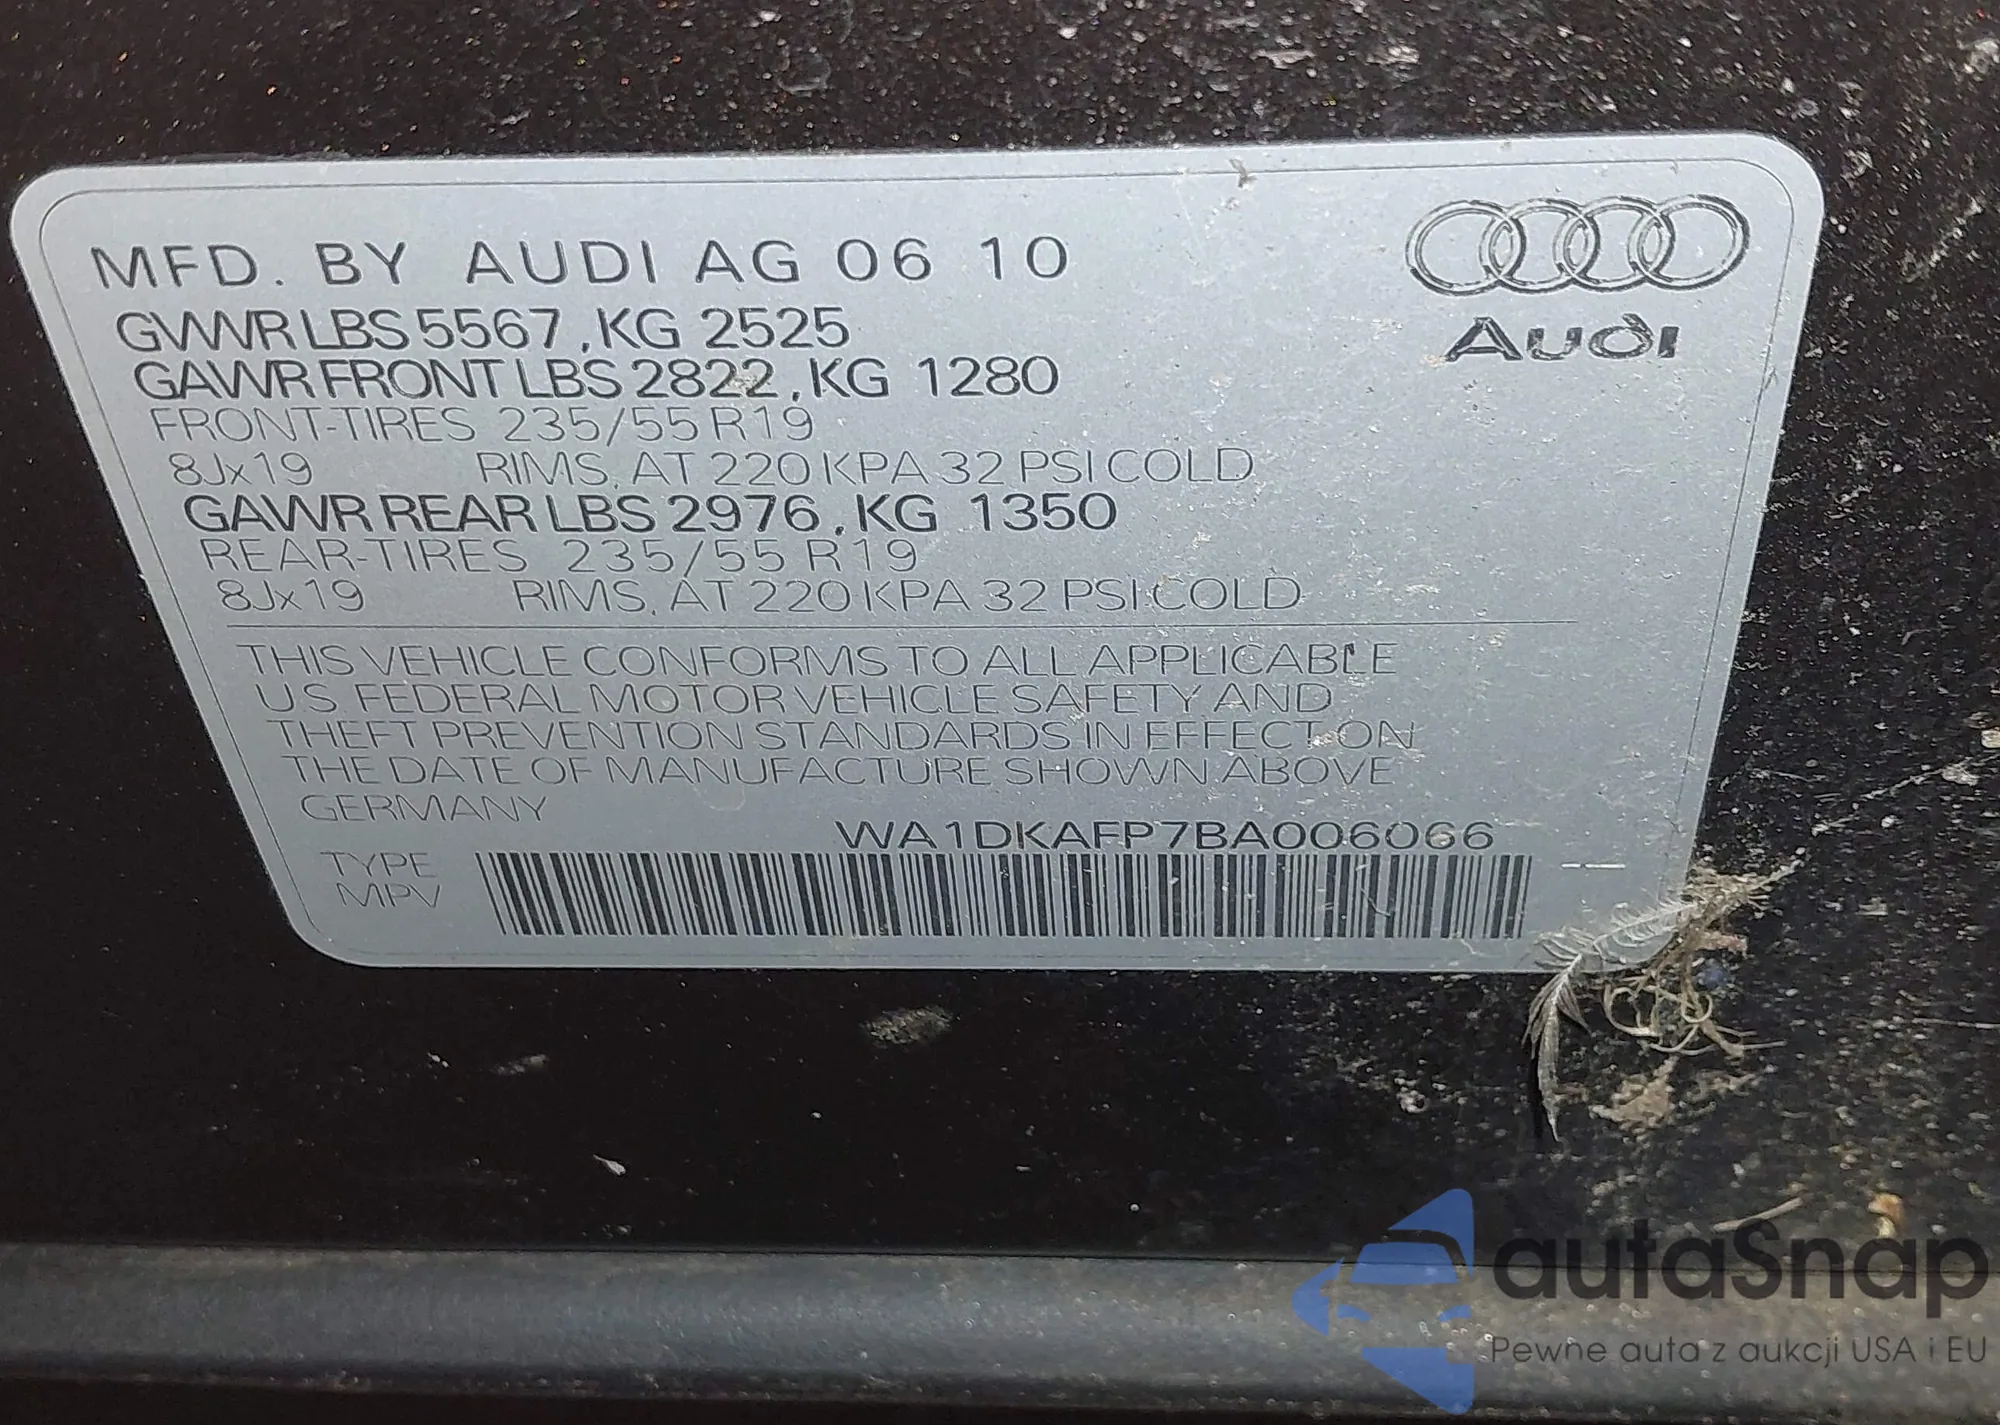 MFD. BY AUDI AG 06 10
GVWR LBS 5567, KG 2525
GAWR FRONT LBS 2822, KG 1280
FRONT-TIRES 235/55 R19
8Jx19 RIMS, AT 220 KPA 32 PSI COLD
GAWR REAR LBS 2976, KG 1350
REAR-TIRES 235/55 R19
8Jx19 RIMS, AT 220 KPA 32 PSI COLD
THIS VEHICLE CONFORMS TO ALL APPLICABLE
U.S. FEDERAL MOTOR VEHICLE SAFETY AND
THEFT PREVENTION STANDARDS IN EFFECT ON
THE DATE OF MANUFACTURE SHOWN ABOVE
GERMANY
WA1DKAFP7BA006066
TYPE
MPV
Audi
autaSnap
Pewne auta z aukcji USA i EU